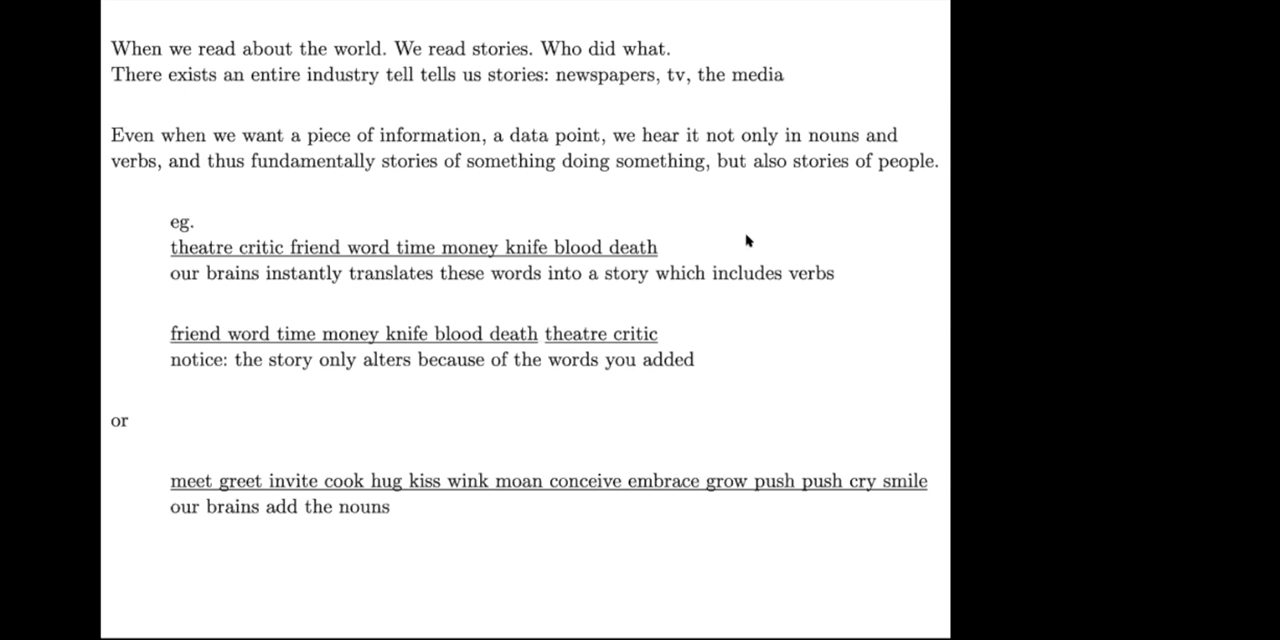 When we read about the world. We read stories. Who did what.
There exists an entire industry tell tells us stories: newspapers, tv, the media
Even when we want a piece of information, a data point, we hear it not only in nouns and
verbs, and thus fundamentally stories of something doing something, but also stories of people.
eg.
theatre critic friend word time money knife blood death
our brains instantly translates these words into a story which includes verbs
friend word time money knife blood death theatre critic
notice: the story only alters because of the words you added
or
meet greet invite cook hug kiss wink moan conceive embrace grow push push cry smile
our brains add the nouns